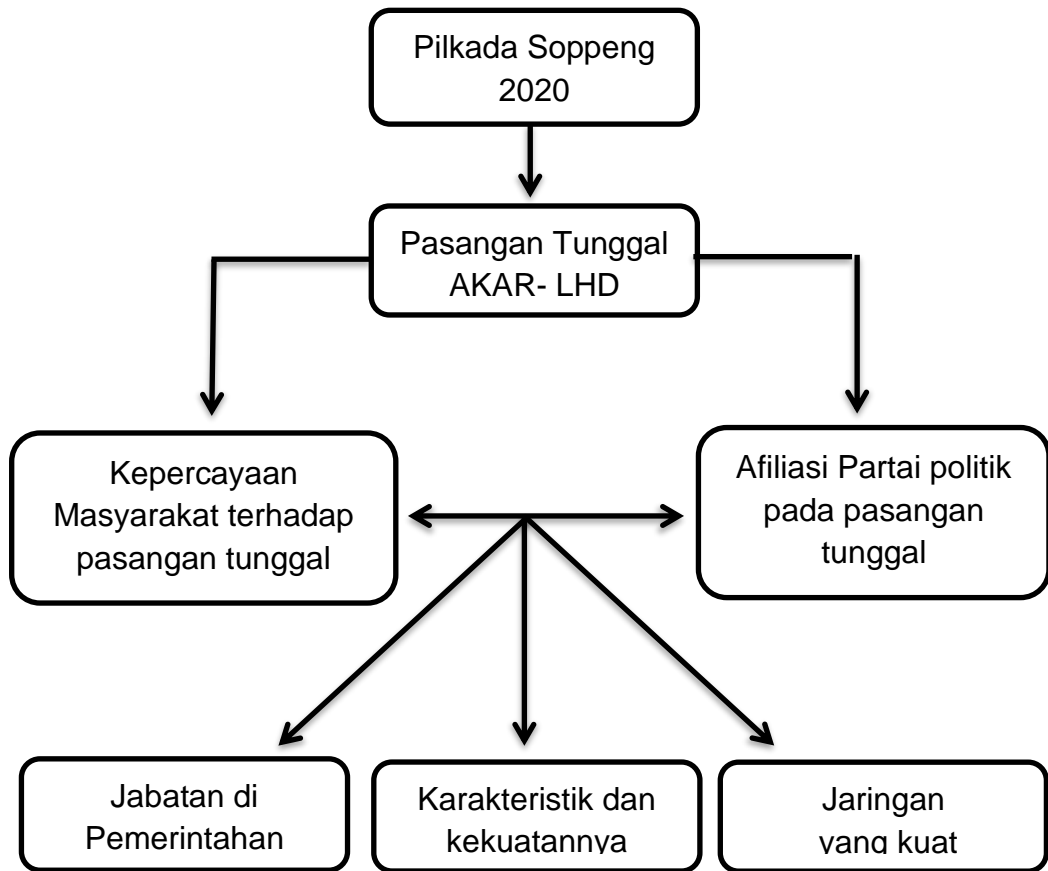 Pilkada Soppeng
2020
Pasangan Tunggal
AKAR- LHD
Kepercayaan
Masyarakat terhadap
pasangan tunggal
Afiliasi Partai politik
pada pasangan
tunggal
Jabatan di
Pemerintahan
Karakteristik dan
kekuatannya
Jaringan
yang kuat